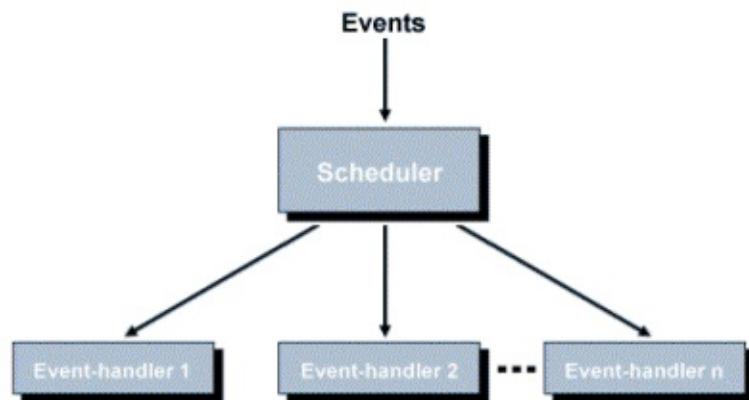 Events
Scheduler
Event-handler 1
Event-handler 2
Event-handler n